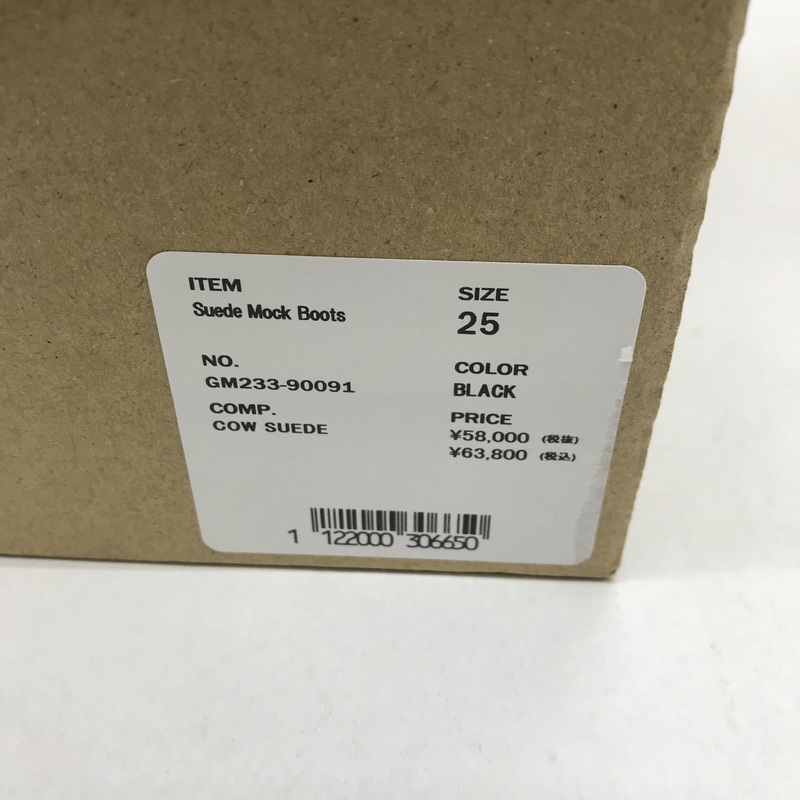 ITEM
Suede Mock Boots
SIZE
25
NO.
GM233-90091
COLOR
BLACK
COMP.
COW SUEDE
PRICE
¥58,000 (税抜)
¥63,800 (税込)
1 122000 306650